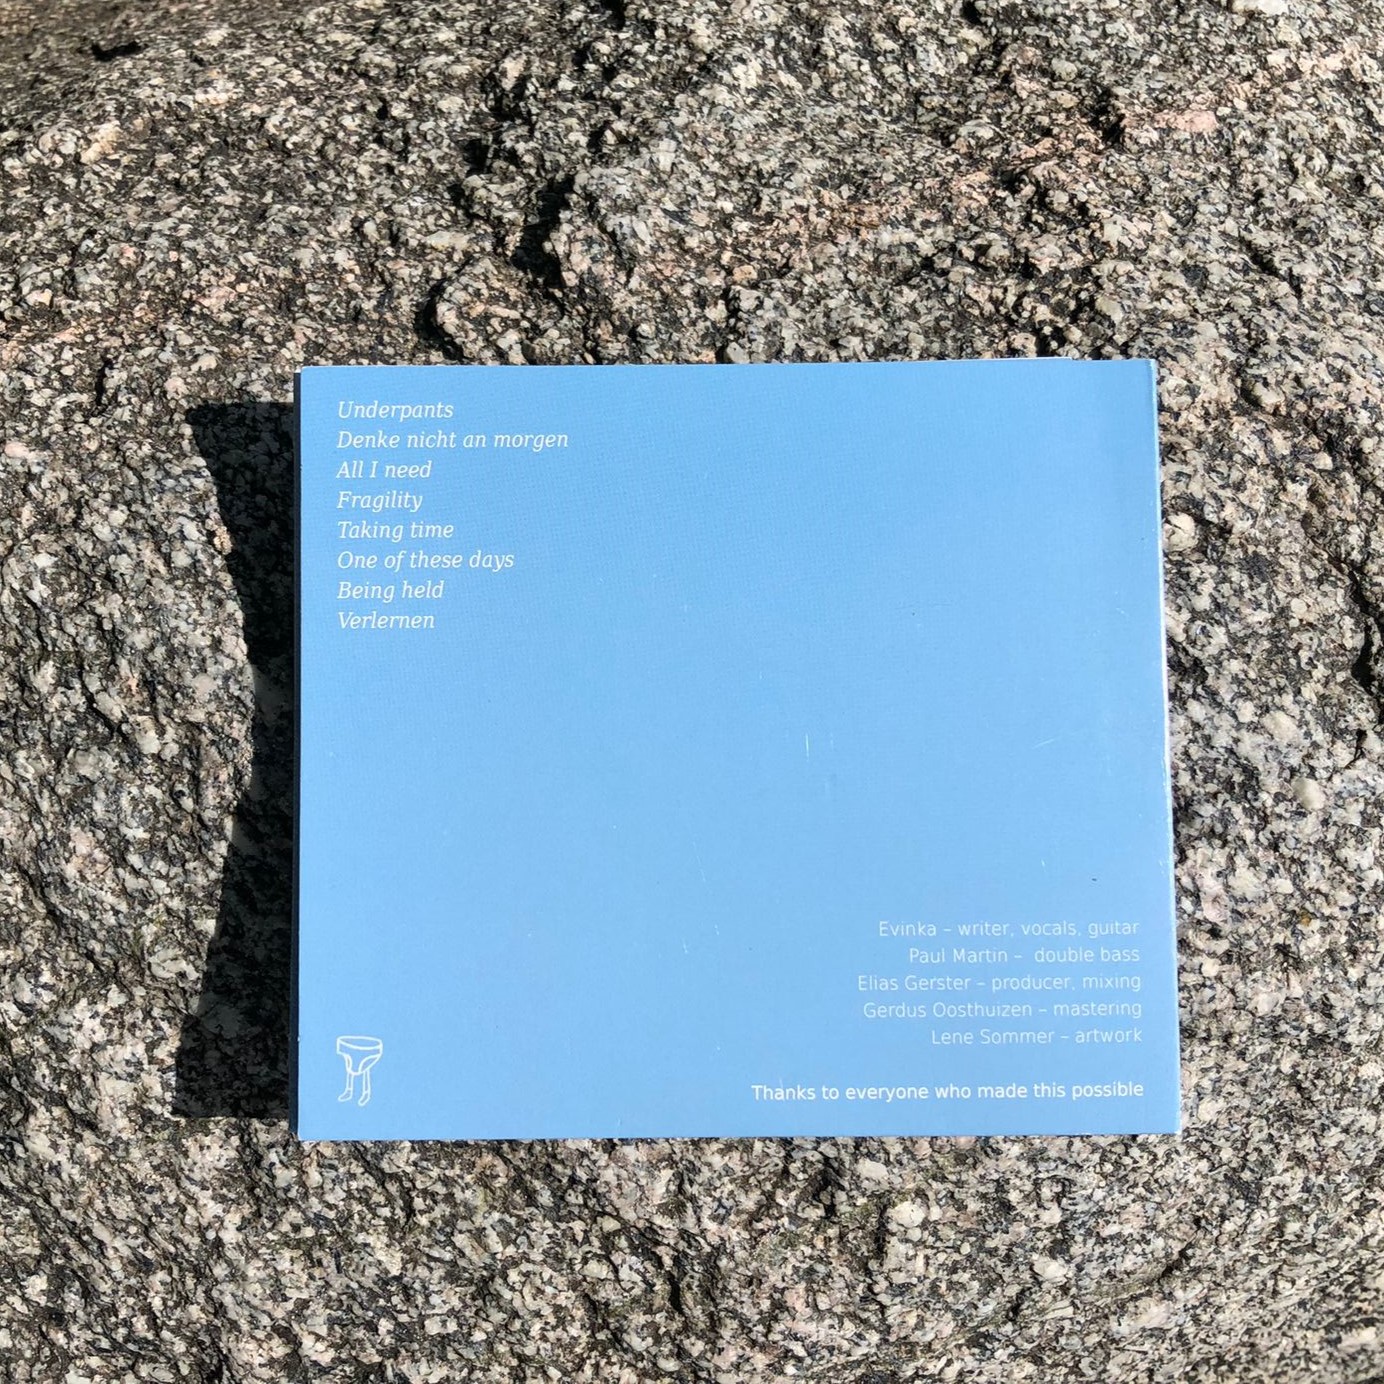 Underpants
Denke nicht an morgen
All I need
Fragility
Taking time
One of these days
Being held
Verlernen
Evinka – writer, vocals, guitar
Paul Martin – double bass
Elias Gerster – producer, mixing
Gerdus Oosthuizen – mastering
Lene Sommer – artwork
Thanks to everyone who made this possible